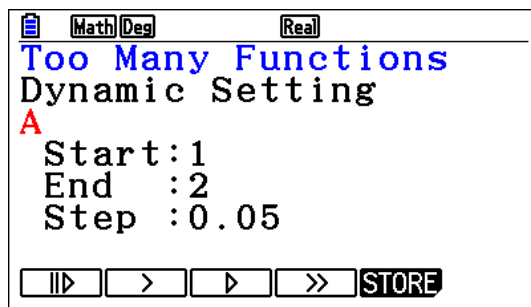 Math Deg Real
Too Many Functions
Dynamic Setting
A
Start:1
End :2
Step :0.05
STORE